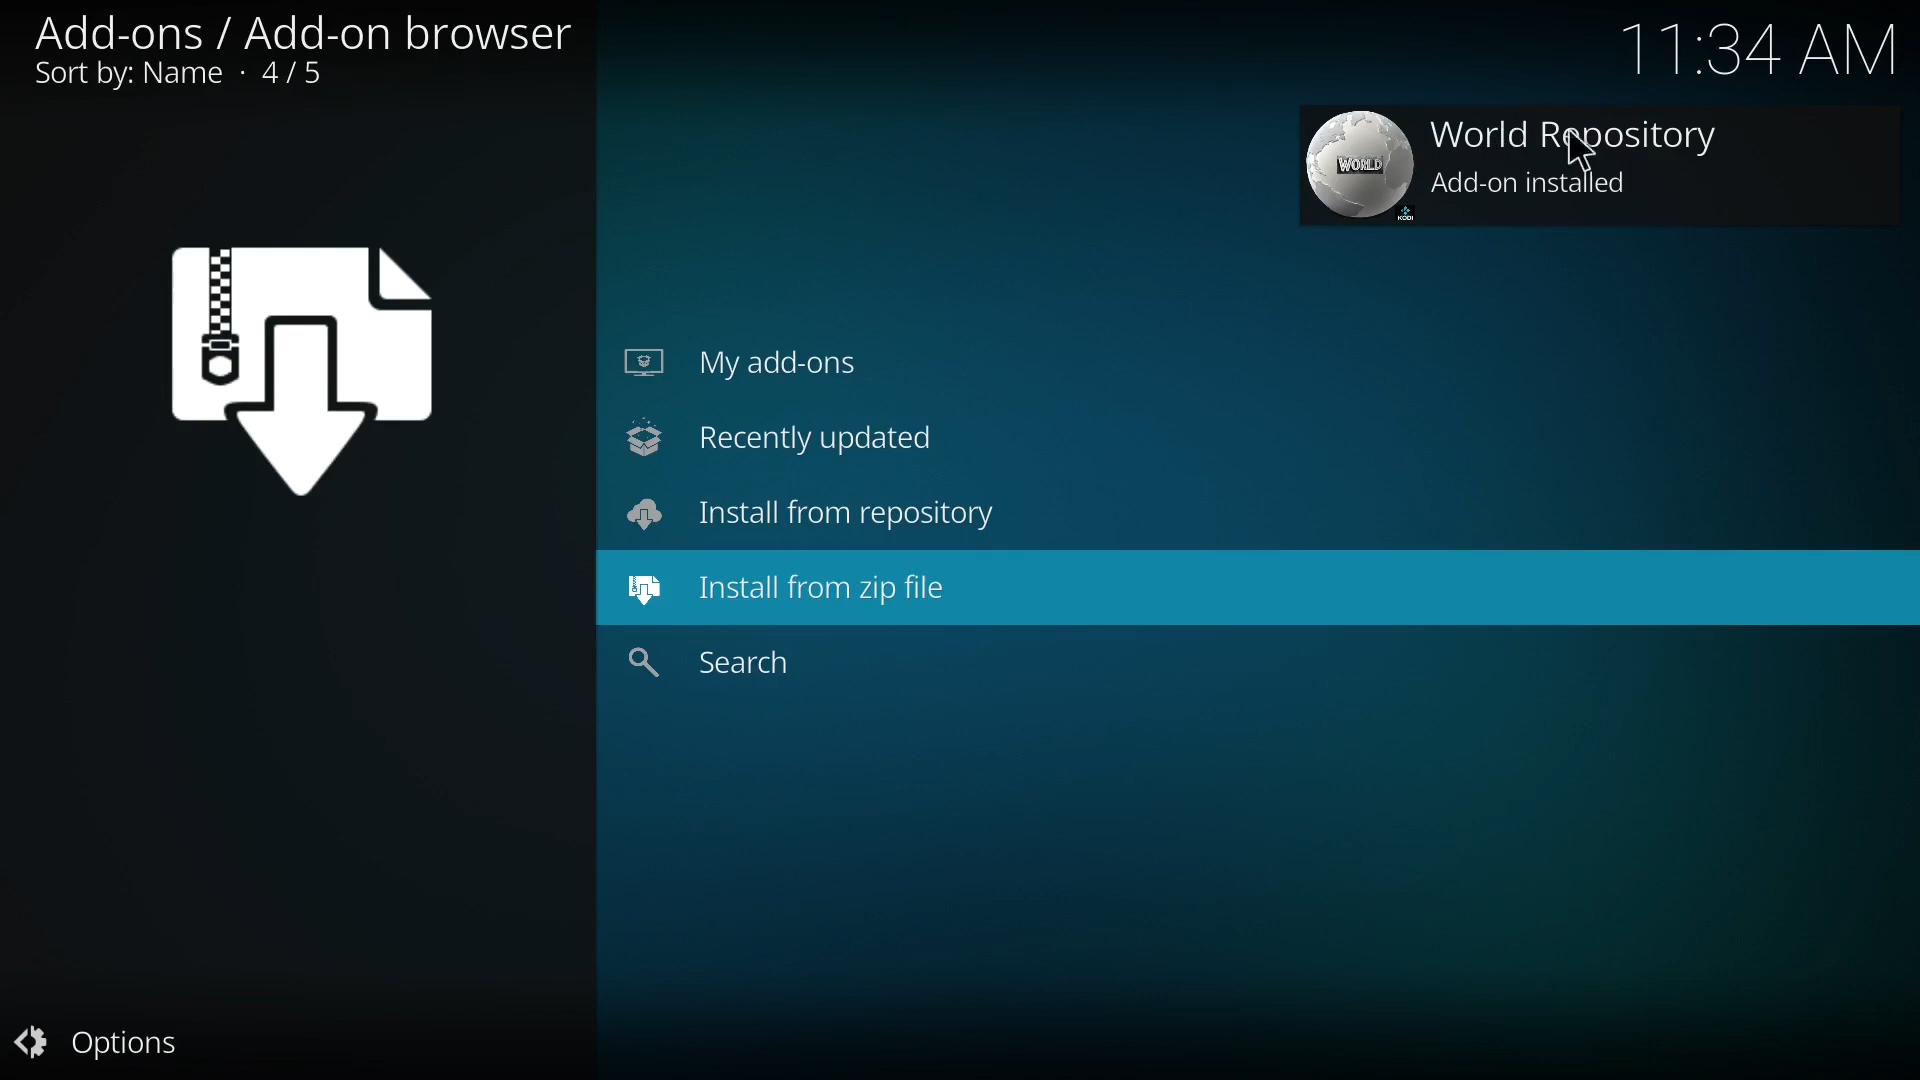 Add-ons / Add-on browser
Sort by: Name · 4 / 5
11:34 AM
World Repository
Add-on installed
WORLD
KODI
My add-ons
Recently updated
Install from repository
Install from zip file
Search
Options